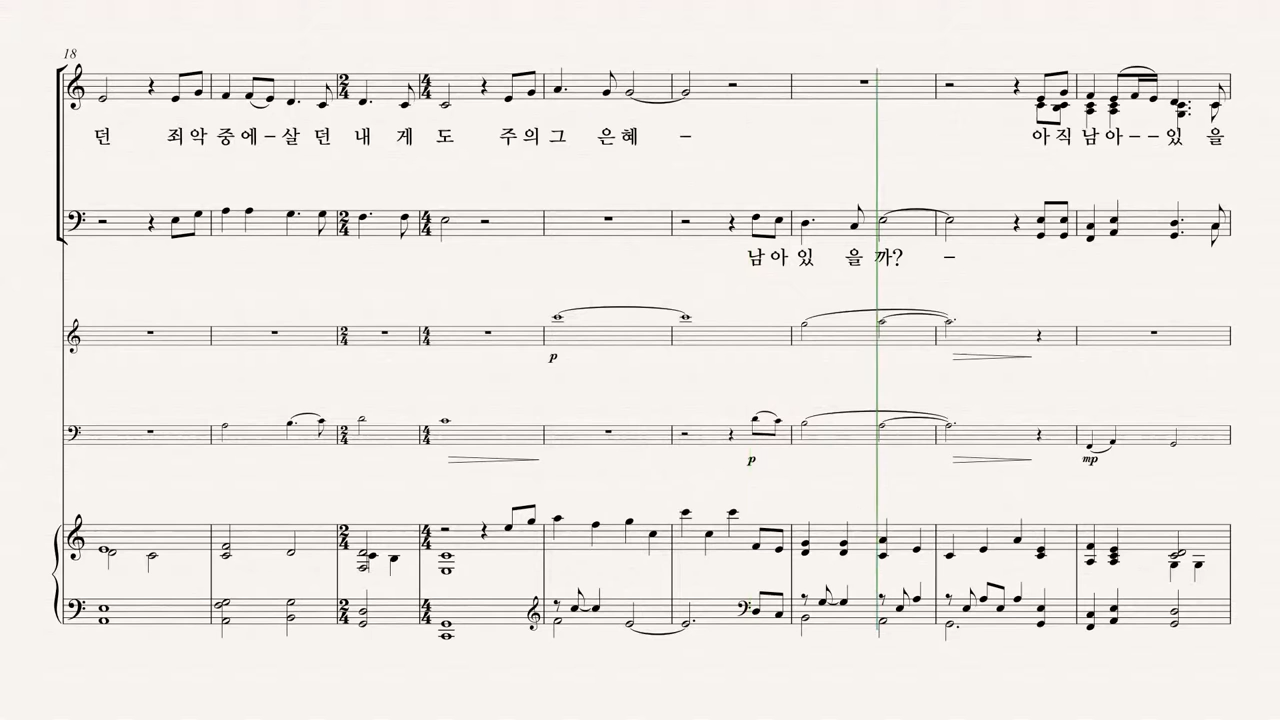 18
던 죄악중에-살 던 내 게 도 주의그 은혜 - 아직남아--있 을
남아있 을 까? -
p
p
mp